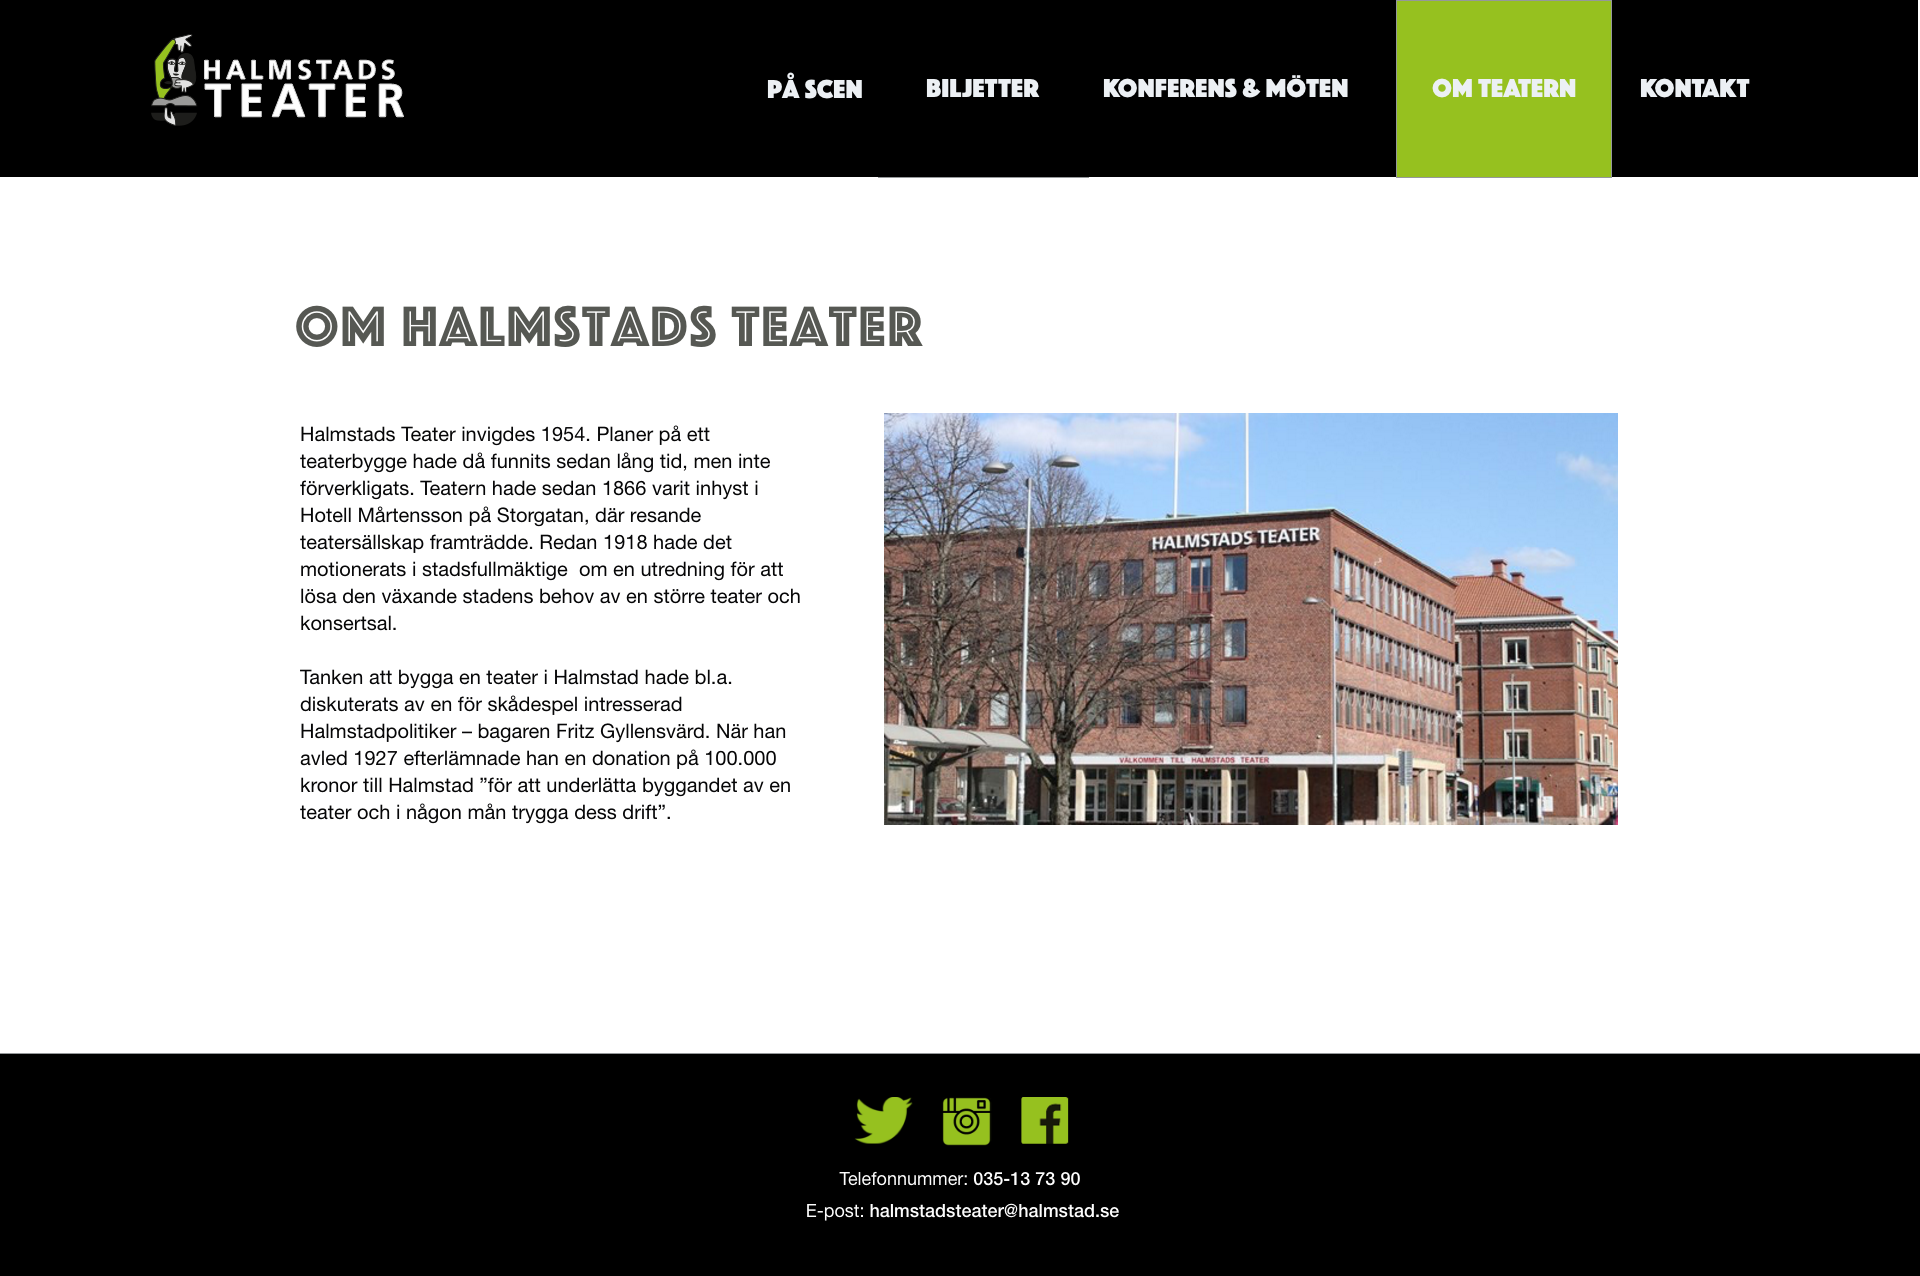 HALMSTADS
TEATER
PÅ SCEN
BILJETTER
KONFERENS & MÖTEN
OM TEATERN
KONTAKT
OM HALMSTADS TEATER
Halmstads Teater invigdes 1954. Planer på ett
teaterbygge hade då funnits sedan lång tid, men inte
förverkligats. Teatern hade sedan 1866 varit inhyst i
Hotell Mårtensson på Storgatan, där resande
teatersällskap framträdde. Redan 1918 hade det
motionerats i stadsfullmäktige  om en utredning för att
lösa den växande stadens behov av en större teater och
konsertsal.
Tanken att bygga en teater i Halmstad hade bl.a.
diskuterats av en för skådespel intresserad
Halmstadpolitiker – bagaren Fritz Gyllensvärd. När han
avled 1927 efterlämnade han en donation på 100.000
kronor till Halmstad ”för att underlätta byggandet av en
teater och i någon mån trygga dess drift”.
HALMSTADS TEATER
VÄLKOMMEN TILL HALMSTADS TEATER
Telefonnummer: 035-13 73 90
E-post: halmstadsteater@halmstad.se